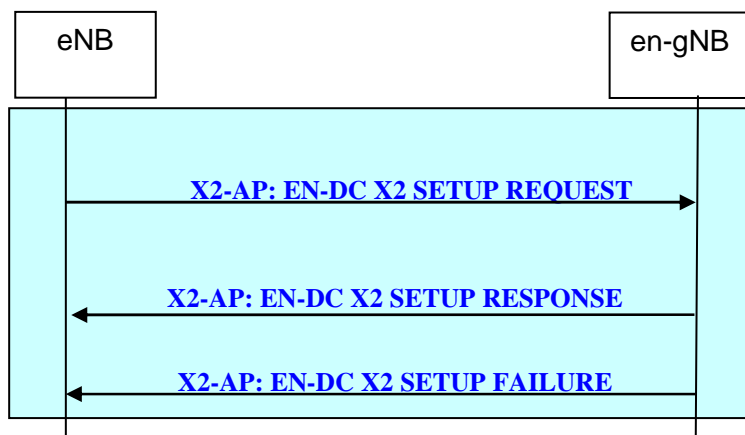 eNB
en-gNB
X2-AP: EN-DC X2 SETUP REQUEST
X2-AP: EN-DC X2 SETUP RESPONSE
X2-AP: EN-DC X2 SETUP FAILURE